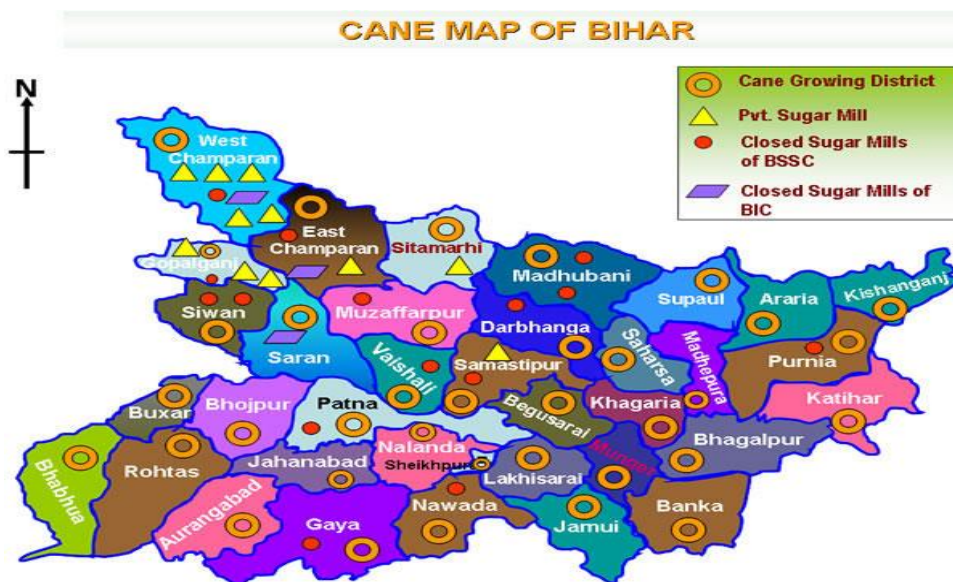 CANE MAP OF BIHAR
N
Cane Growing District
Pvt. Sugar Mill
Closed Sugar Mills
of BSSC
Closed Sugar Mills of
BIC
West
Champaran
East
Champaran
Sitamarhi
Gopalganj
Madhubani
Supaul
Araria
Kishanganj
Siwan
Muzaffarpur
Darbhanga
Saharsa
Madhepura
Purnia
Saran
Vaishali
Samastipur
Katihar
Buxar
Bhojpur
Patna
Begusarai
Khagaria
Bhagalpur
Nalanda
Munger
Bhabhua
Rohtas
Jahanabad
Sheikhpur
Lakhisarai
Aurangabad
Gaya
Nawada
Jamui
Banka